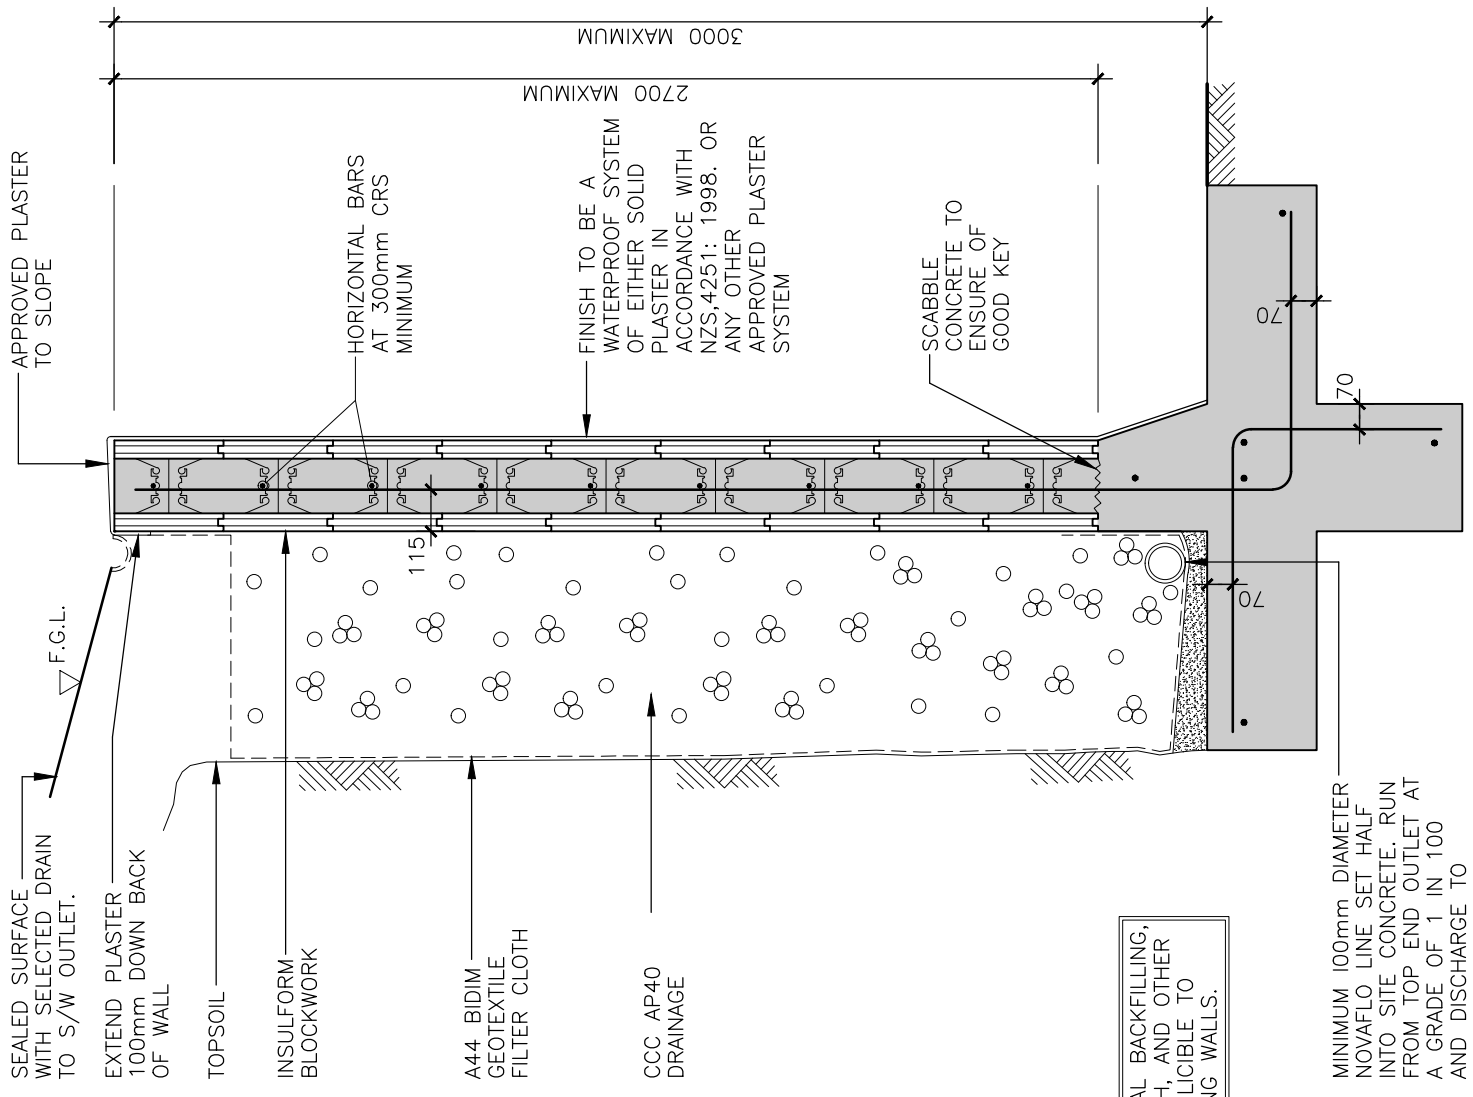 SEALED SURFACE
WITH SELECTED DRAIN
TO S/W OUTLET.
EXTEND PLASTER
100mm DOWN BACK
OF WALL
TOPSOIL
INSULFORM
BLOCKWORK
A44 BIDIM
GEOTEXTILE
FILTER CLOTH
CCC AP40
DRAINAGE
AL BACKFILLING,
H, AND OTHER
LICIBLE TO
NG WALLS.
MINIMUM 100mm DIAMETER
NOVAFLO LINE SET HALF
INTO SITE CONCRETE. RUN
FROM TOP END OUTLET AT
A GRADE OF 1 IN 100
AND DISCHARGE TO
F.G.L.
115
70
70
70
APPROVED PLASTER
TO SLOPE
HORIZONTAL BARS
AT 300mm CRS
MINIMUM
FINISH TO BE A
WATERPROOF SYSTEM
OF EITHER SOLID
PLASTER IN
ACCORDANCE WITH
NZS,4251: 1998. OR
ANY OTHER
APPROVED PLASTER
SYSTEM
SCABBLE
CONCRETE TO
ENSURE OF
GOOD KEY
2700 MAXIMUM
3000 MAXIMUM